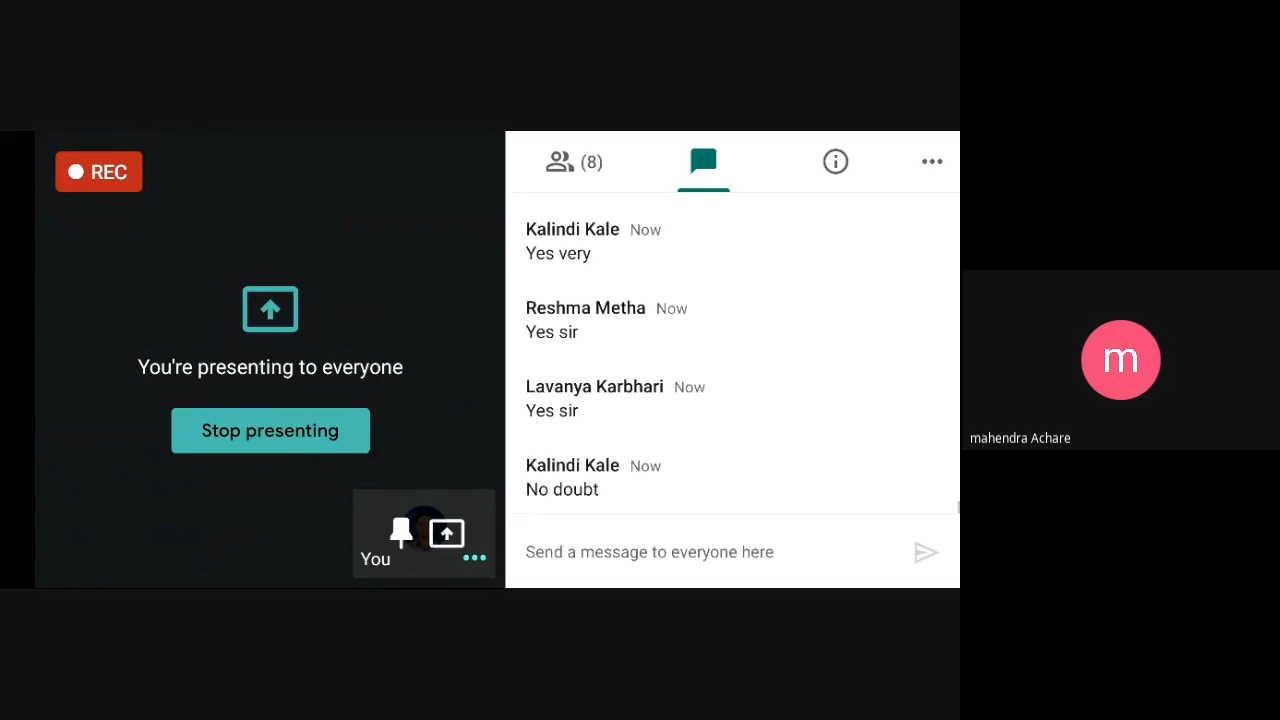 REC
You're presenting to everyone
Stop presenting
You
(8)
Kalindi Kale Now
Yes very
Reshma Metha Now
Yes sir
Lavanya Karbhari Now
Yes sir
Kalindi Kale Now
No doubt
Send a message to everyone here
m
mahendra Achare